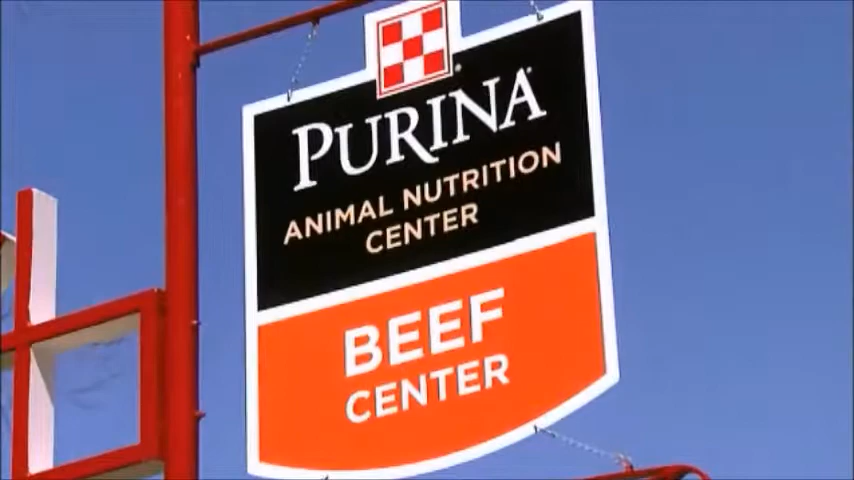 PURINA
ANIMAL NUTRITION
CENTER
BEEF
CENTER